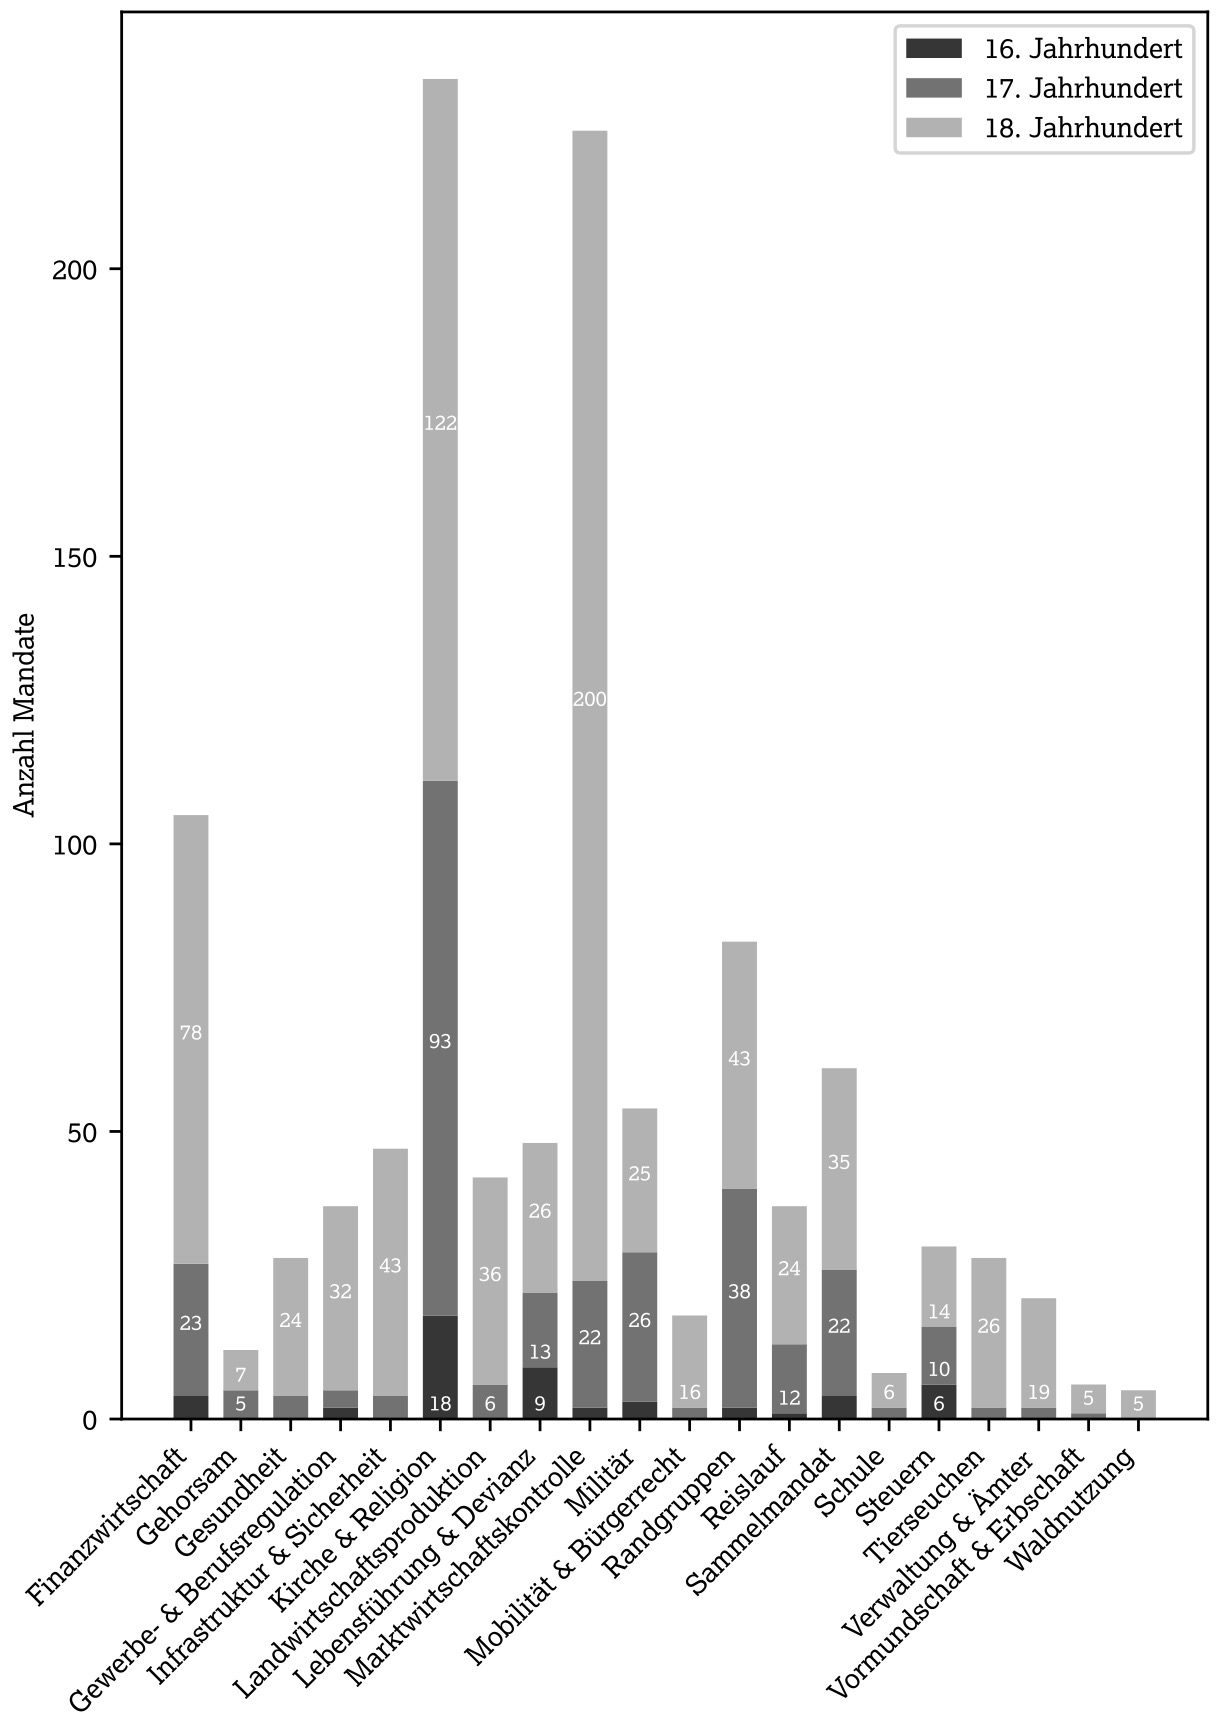 16. Jahrhundert
17. Jahrhundert
18. Jahrhundert
Anzahl Mandate
200
150
100
50
0
122
200
78
93
43
35
25
26
43
36
32
24
24
38
23
26
22
22
14
26
13
10
7
5
18
6
9
16
12
6
6
19
5
5
Finanzwirtschaft
Gehorsam
Gesundheit
Gewerbe- & Berufsregulation
Infrastruktur & Sicherheit
Kirche & Religion
Landwirtschaftsproduktion
Lebensführung & Devianz
Marktwirtschaftskontrolle
Militär
Mobilität & Bürgerrecht
Randgruppen
Reislauf
Sammelmandat
Schule
Steuern
Tierseuchen
Verwaltung & Ämter
Vormundschaft & Erbschaft
Waldnutzung